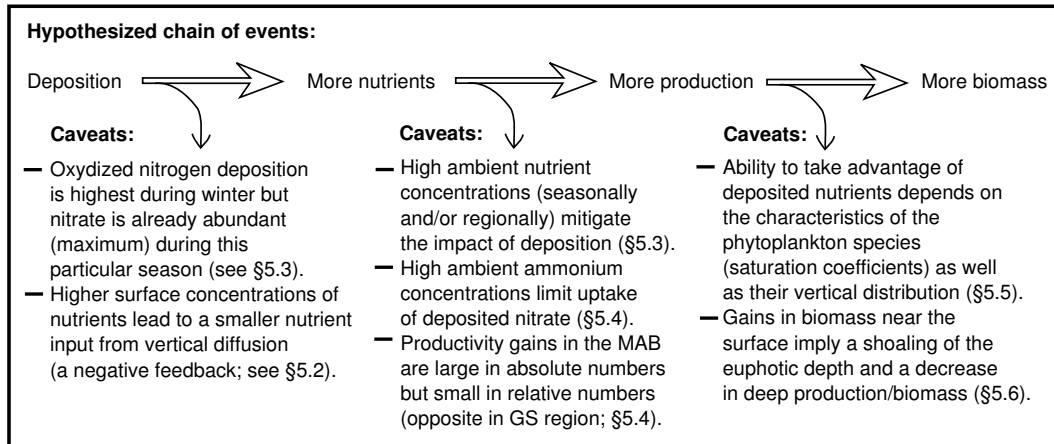 Hypothesized chain of events:
Deposition More nutrients More production More biomass
Caveats:
– Oxydized nitrogen deposition
is highest during winter but
nitrate is already abundant
(maximum) during this
particular season (see §5.3).
– Higher surface concentrations of
nutrients lead to a smaller nutrient
input from vertical diffusion
(a negative feedback; see §5.2).
Caveats:
– High ambient nutrient
concentrations (seasonally
and/or regionally) mitigate
the impact of deposition (§5.3).
– High ambient ammonium
concentrations limit uptake
of deposited nitrate (§5.4).
– Productivity gains in the MAB
are large in absolute numbers
but small in relative numbers
(opposite in GS region; §5.4).
Caveats:
– Ability to take advantage of
deposited nutrients depends on
the characteristics of the
phytoplankton species
(saturation coefficients) as well
as their vertical distribution (§5.5).
– Gains in biomass near the
surface imply a shoaling of the
euphotic depth and a decrease
in deep production/biomass (§5.6).